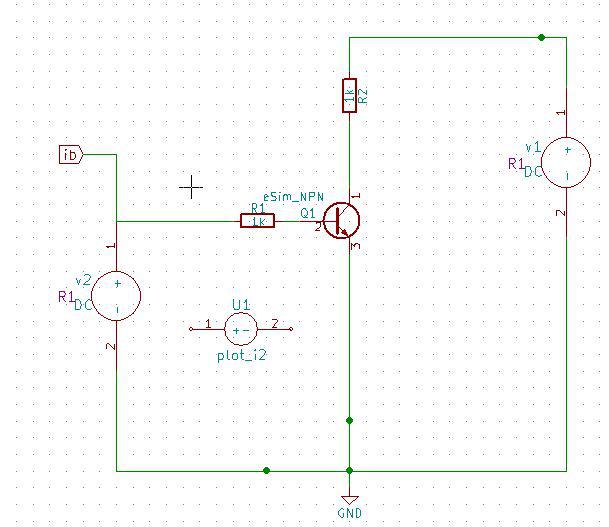 1k
R2
1
ib
v1
+
R1
DC
-
1
eSim_NPN
R1
Q1
1k
2
2
3
1
v2
+
R1
DC
-
U1
1
+-
2
2
plot_i2
GND